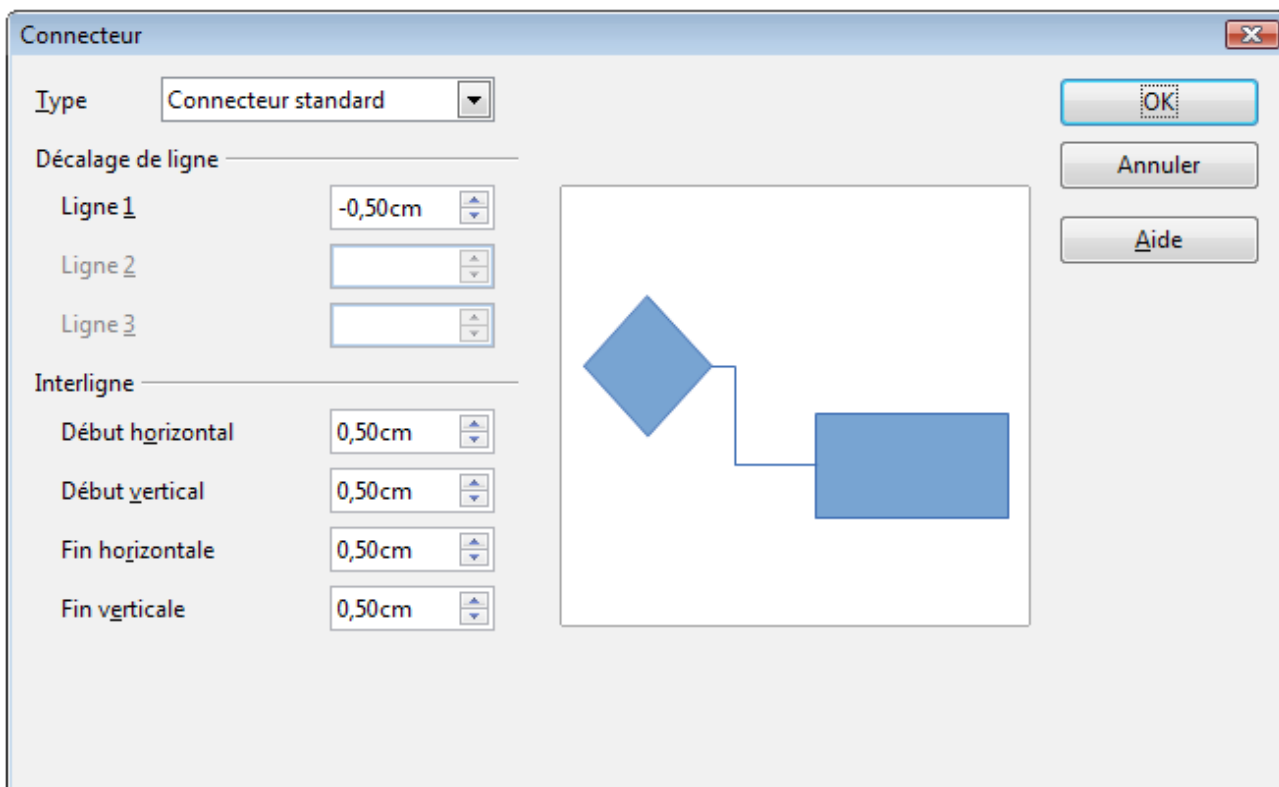 Connecteur
Type Connecteur standard
OK
Décalage de ligne
Annuler
Ligne 1 -0,50cm
Aide
Ligne 2
Ligne 3
Interligne
Début horizontal 0,50cm
Début vertical 0,50cm
Fin horizontale 0,50cm
Fin verticale 0,50cm